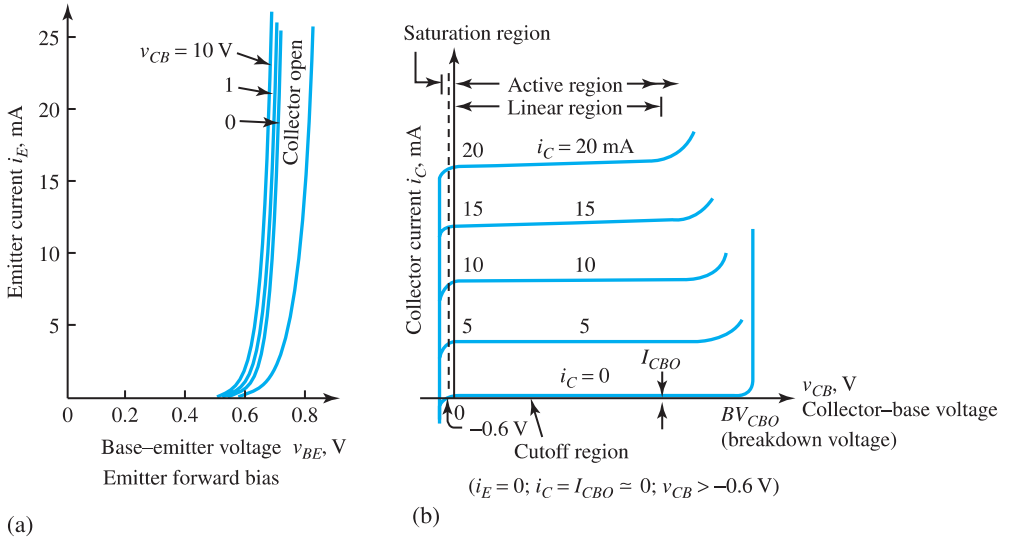 25
20
15
10
5
0
0.2
0.4
0.6
0.8
Emitter current iE, mA
vCB = 10 V
1
0
Collector open
Base–emitter voltage vBE, V
Emitter forward bias
(a)
Saturation region
Active region
Linear region
Collector current iC, mA
20
iC = 20 mA
15
15
10
10
5
5
iC = 0
ICBO
0
–0.6 V
Cutoff region
BVCBO
(breakdown voltage)
vCB, V
Collector–base voltage
(iE = 0; iC = ICBO ≃ 0; vCB > –0.6 V)
(b)